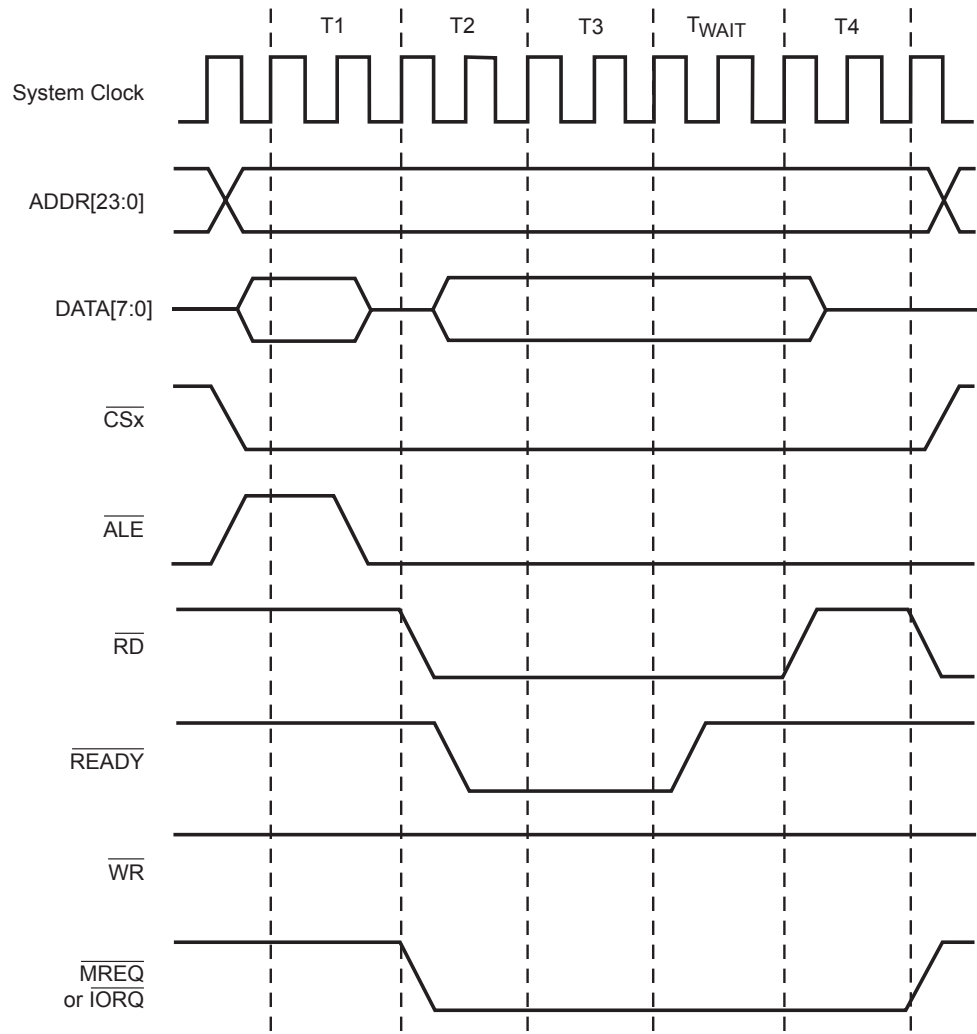 T1 T2 T3 TWAIT T4
System Clock
ADDR[23:0]
DATA[7:0]
CSx
ALE
RD
READY
WR
MREQ
or IORQ